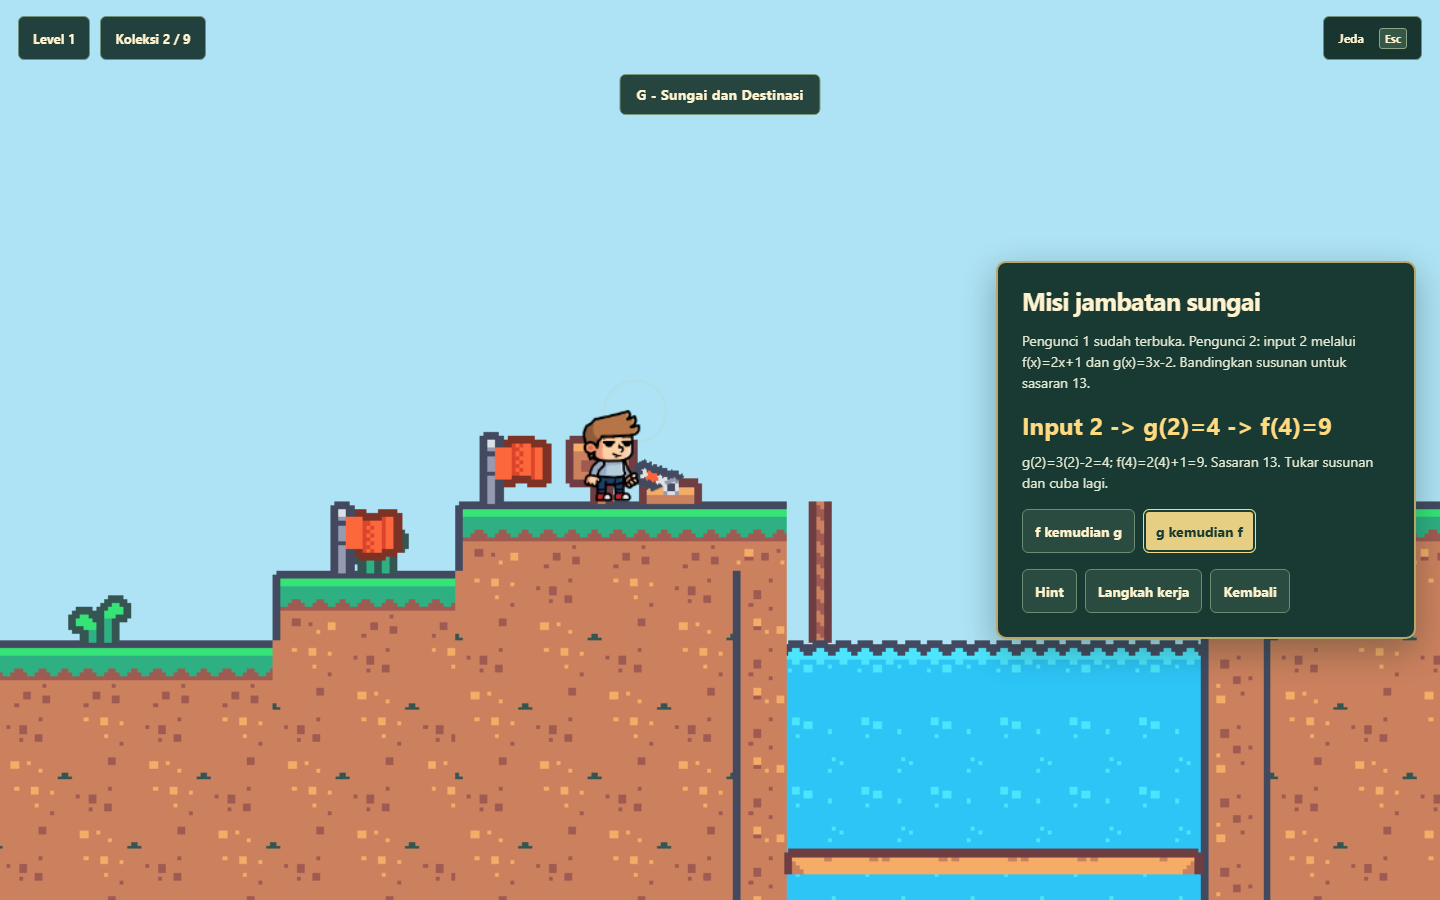 Level 1
Koleksi 2 / 9
Jeda Esc
G - Sungai dan Destinasi
Misi jambatan sungai
Pengunci 1 sudah terbuka. Pengunci 2: input 2 melalui
f(x)=2x+1 dan g(x)=3x-2. Bandingkan susunan untuk
sasaran 13.
Input 2 -> g(2)=4 -> f(4)=9
g(2)=3(2)-2=4; f(4)=2(4)+1=9. Sasaran 13. Tukar susunan
dan cuba lagi.
f kemudian g
g kemudian f
Hint
Langkah kerja
Kembali